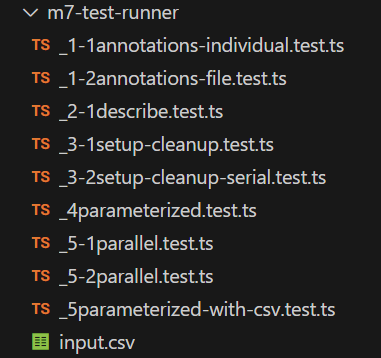 m7-test-runner
TS _1-1annotations-individual.test.ts
TS _1-2annotations-file.test.ts
TS _2-1describe.test.ts
TS _3-1setup-cleanup.test.ts
TS _3-2setup-cleanup-serial.test.ts
TS _4parameterized.test.ts
TS _5-1parallel.test.ts
TS _5-2parallel.test.ts
TS _5parameterized-with-csv.test.ts
input.csv